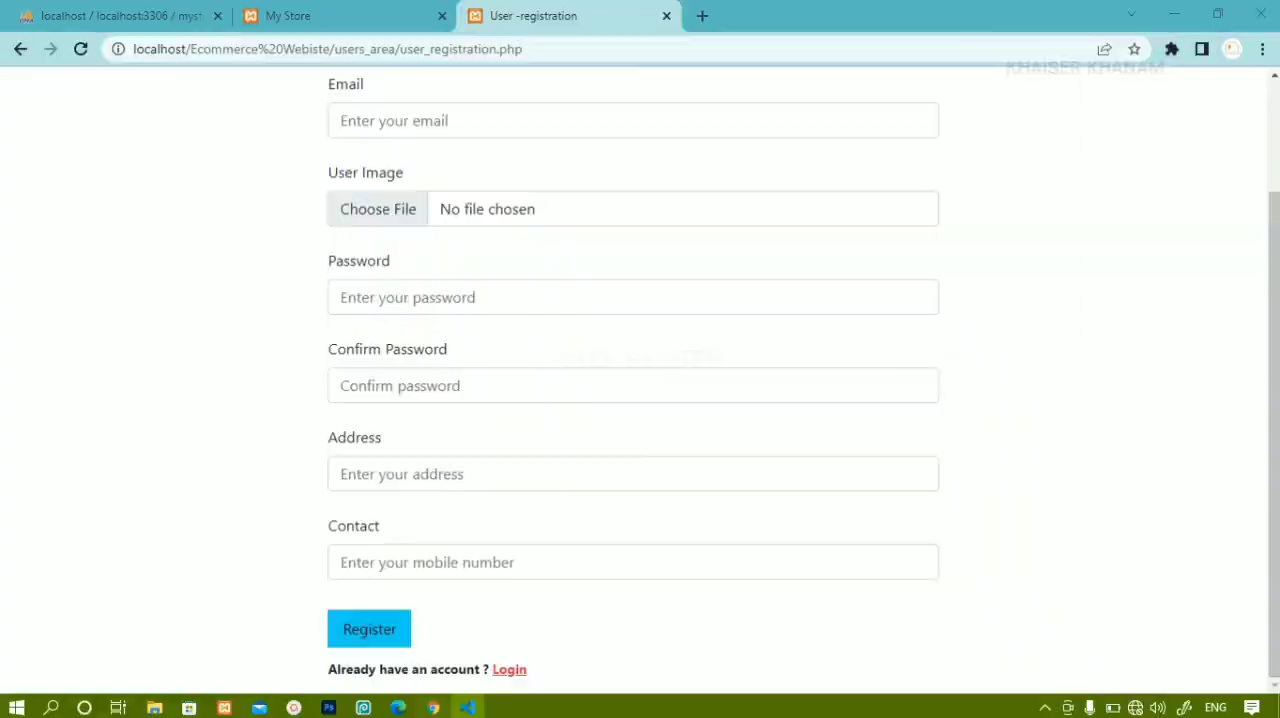 localhost / localhost:3306 / myst
My Store
User -registration
localhost/Ecommerce%20Webiste/users_area/user_registration.php
KHAISER KHANAM
Email
Enter your email
User Image
Choose File No file chosen
Password
Enter your password
Confirm Password
Confirm password
Address
Enter your address
Contact
Enter your mobile number
Register
Already have an account ? Login
ENG